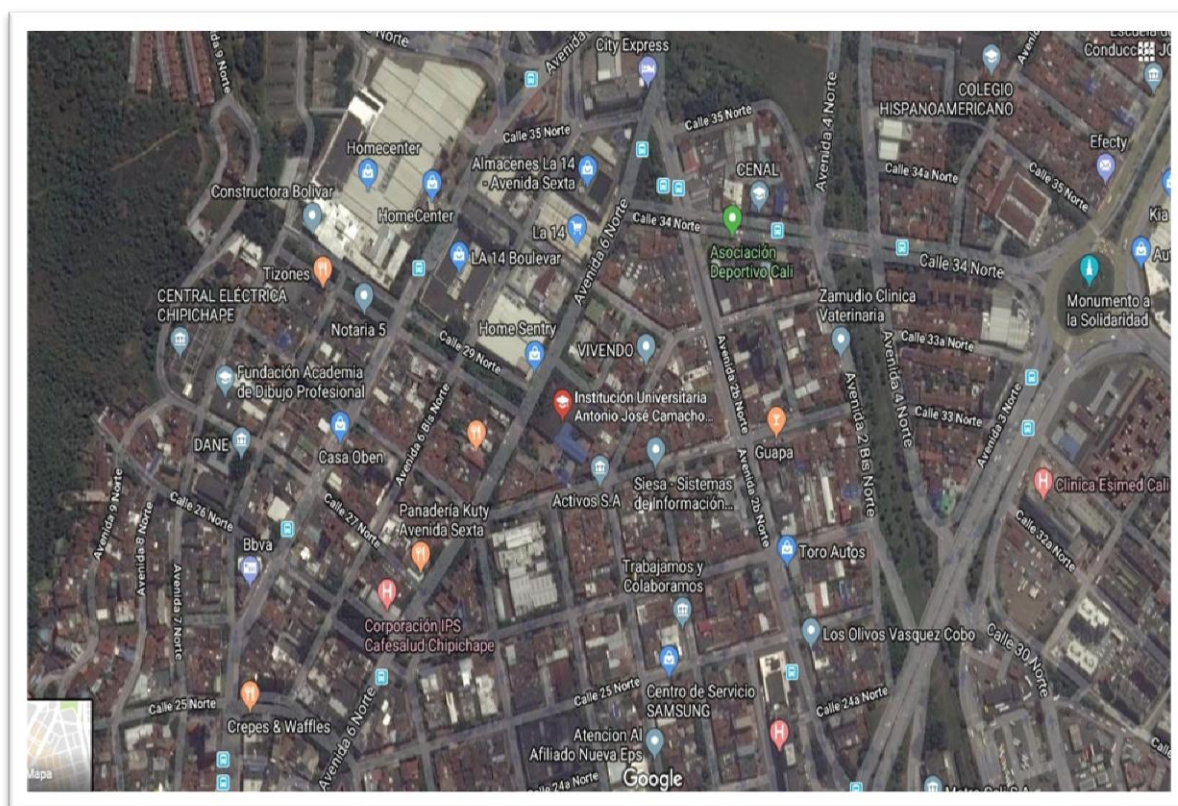 Avenida 9 Norte
Norte
Avenida
City Express
Escuela de
Conducc
COLEGIO
HISPANOAMERICANO
Avenida 4 Norte
Calle 35 Norte
Calle 35 Norte
Homecenter
Almacenes La 14
- Avenida Sexta
CENAL
Efecty
Calle 34a Norte
Calle 35 Norte
Constructora Bolivar
HomeCenter
Kia
La 14
Avenida 6 Norte
Calle 34 Norte
Asociación
Deportivo Cali
LA 14 Boulevar
Calle 34 Norte
Tizones
CENTRAL ELÉCTRICA
CHIPICHAPE
Notaria 5
Zamudio Clinica
Vaterinaria
Monumento a
la Solidaridad
Home Sentry
Calle 29 Norte
VIVENDO
Calle 33a Norte
Avenida 2b Norte
Avenida 4 Norte
Fundación Academia
de Dibujo Profesional
Institución Universitaria
Antonio José Camacho...
Avenida 6 Bis Norte
Calle 33 Norte
Avenida 3 Norte
Avenida 2 Bis Norte
DANE
Casa Oben
Guapa
Activos S.A
Siesa - Sistemas
de Información...
Avenida 2b Norte
Clinica Esimed Cali
Avenida 9 Norte
Calle 26 Norte
Calle 27 Norte
Panadería Kuty
Avenida Sexta
Calle 32a Norte
Bbva
Toro Autos
Avenida 8 Norte
Avenida 7 Norte
Trabajamos y
Colaboramos
Corporación IPS
Cafesalud Chipichape
Los Olivos Vasquez Cobo
Calle 30 Norte
Calle 25 Norte
Calle 25 Norte
Centro de Servicio
SAMSUNG
Calle 24a Norte
Crepes & Waffles
Avenida 6 Norte
Atencion Al
Afiliado Nueva Eps
Mapa
Calle 24a Norte
Google
Calle